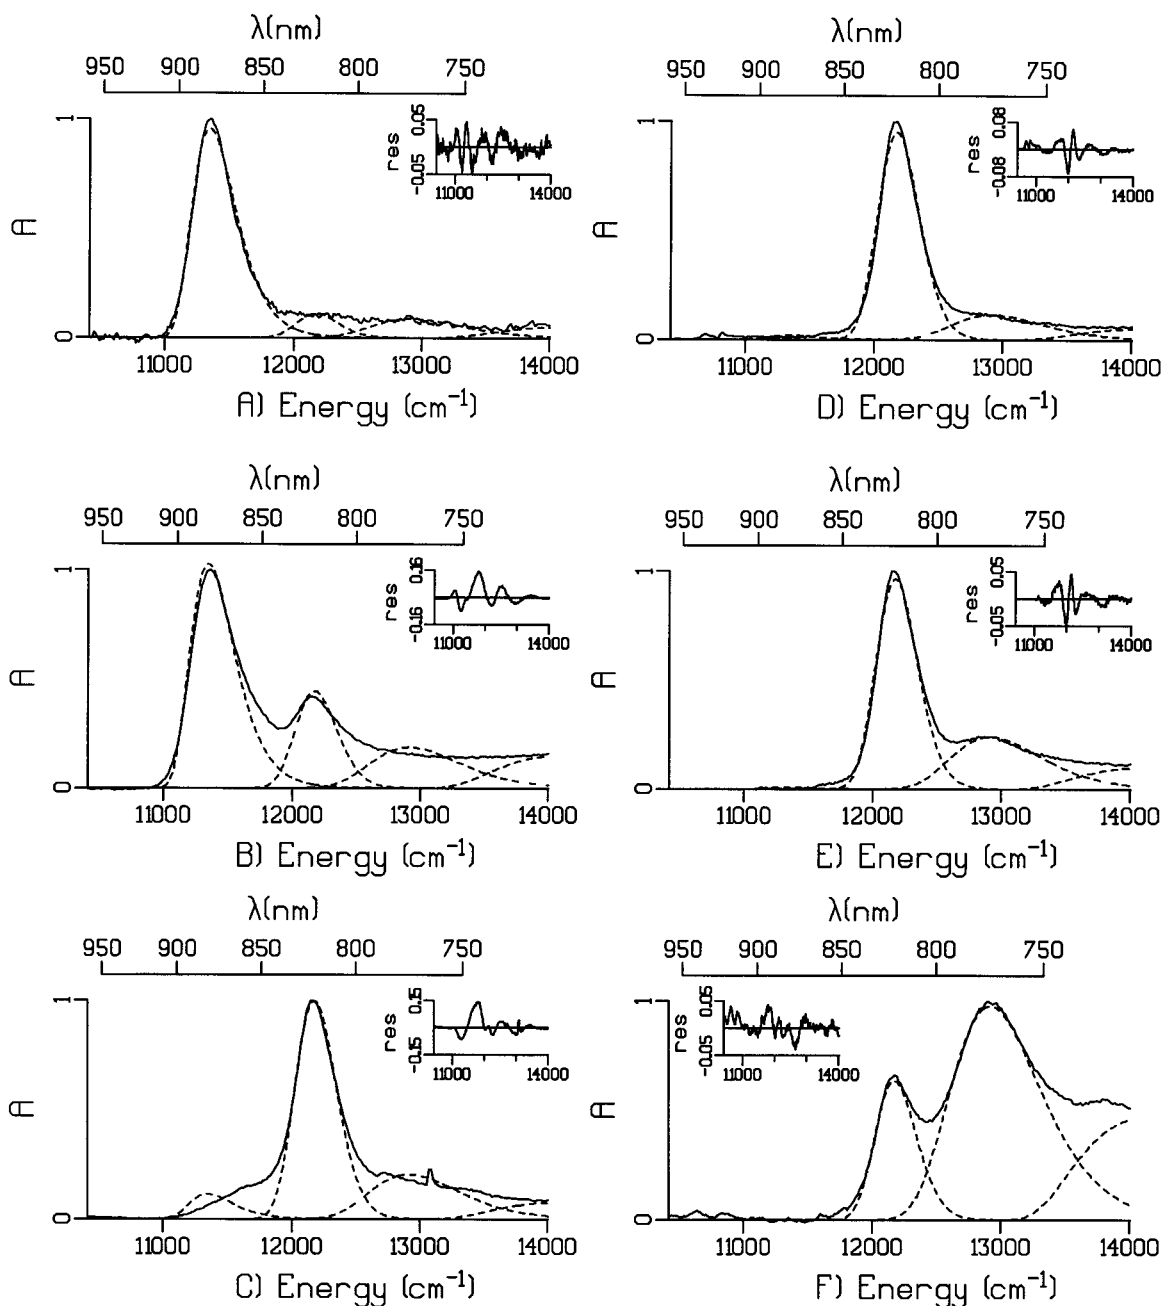 λ(nm)
950 900 850 800 750
1
0.05
res
-0.05
11000 14000
A
0
11000 12000 13000 14000
A) Energy (cm⁻¹)
λ(nm)
950 900 850 800 750
1
0.08
res
-0.08
11000 14000
A
0
11000 12000 13000 14000
D) Energy (cm⁻¹)
λ(nm)
950 900 850 800 750
1
0.16
res
-0.16
11000 14000
A
0
11000 12000 13000 14000
B) Energy (cm⁻¹)
λ(nm)
950 900 850 800 750
1
0.05
res
-0.05
11000 14000
A
0
11000 12000 13000 14000
E) Energy (cm⁻¹)
λ(nm)
950 900 850 800 750
1
0.15
res
-0.15
11000 14000
A
0
11000 12000 13000 14000
C) Energy (cm⁻¹)
λ(nm)
950 900 850 800 750
1
0.05
res
-0.05
11000 14000
A
0
11000 12000 13000 14000
F) Energy (cm⁻¹)